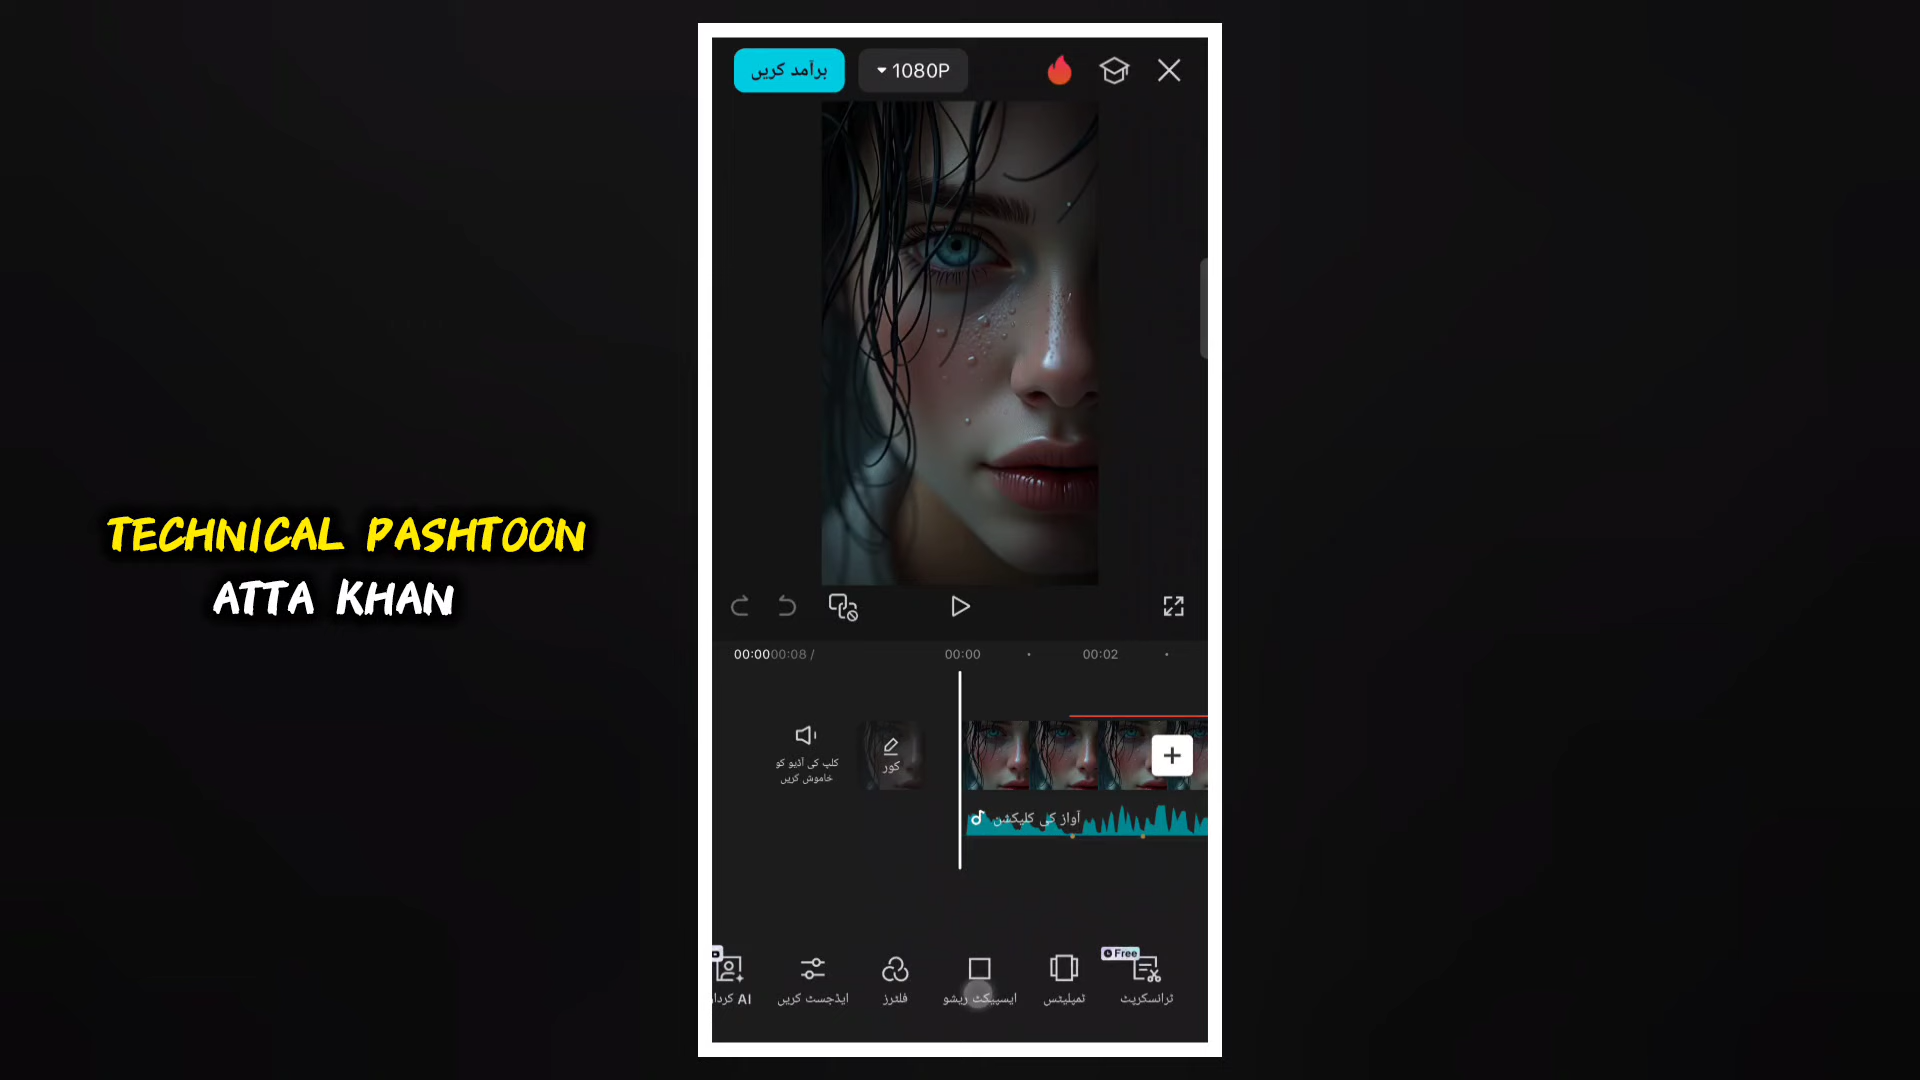 برآمد کریں
1080P
TECHNICAL PASHTOON
ATTA KHAN
00:00
00:08 /
00:00
00:02
کلپ کی آڈیو کو
خاموش کریں
کور
آواز کی کلیکشن
Free
ٹرانسکرپٹ
ٹمپلیٹس
ایسپیکٹ ریشو
فلٹرز
ایڈجسٹ کریں
AI